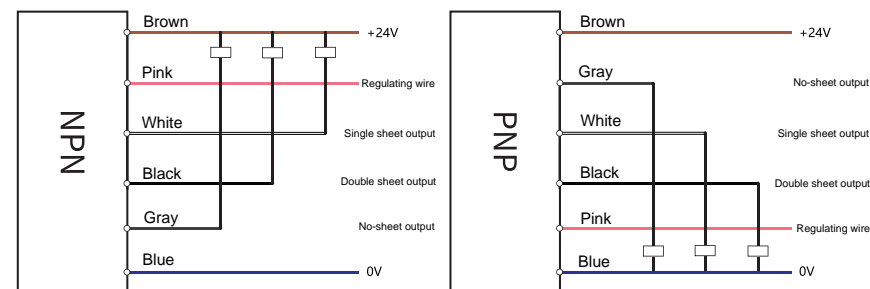 NPN
Brown
+24V
Pink
Regulating wire
White
Single sheet output
Black
Double sheet output
Gray
No-sheet output
Blue
0V
PNP
Brown
+24V
Gray
No-sheet output
White
Single sheet output
Black
Double sheet output
Pink
Regulating wire
Blue
0V